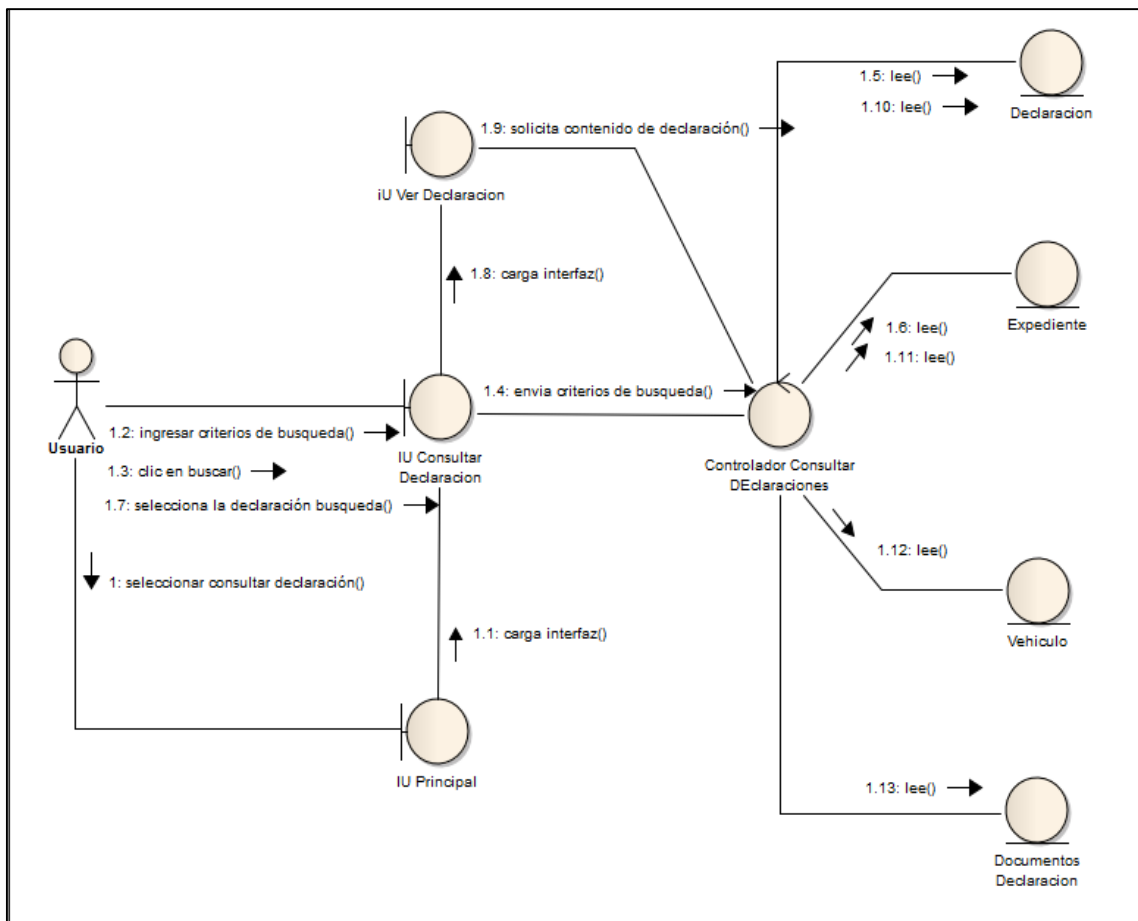 1.5: lee()
1.10: lee()
Declaracion
1.9: solicita contenido de declaración()
iU Ver Declaracion
1.8: carga interfaz()
1.6: lee()
1.11: lee()
Expediente
1.4: envia criterios de busqueda()
Usuario
1.2: ingresar criterios de busqueda()
IU Consultar
Declaracion
Controlador Consultar
DEclaraciones
1.3: clic en buscar()
1.7: selecciona la declaración busqueda()
1.12: lee()
1: seleccionar consultar declaración()
1.1: carga interfaz()
Vehiculo
IU Principal
1.13: lee()
Documentos
Declaracion